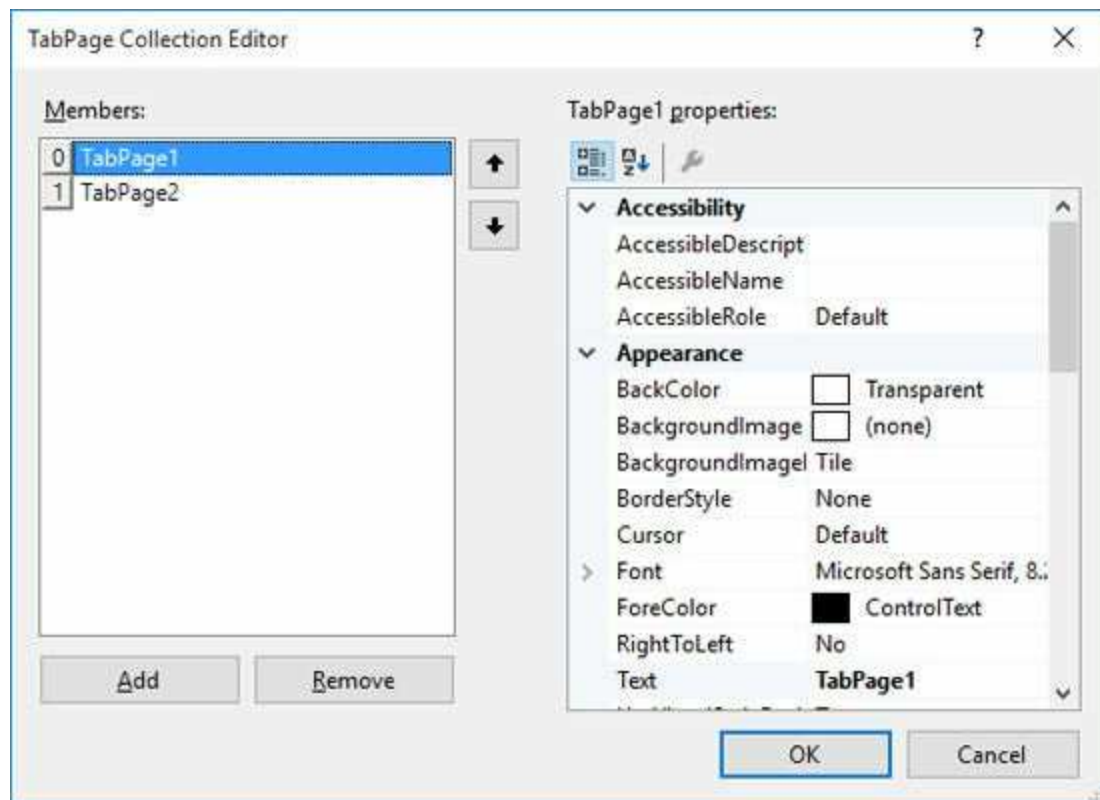 TabPage Collection Editor ?
Members:
0 TabPage1
1 TabPage2
Add Remove
TabPage1 properties:
Accessibility
AccessibleDescript
AccessibleName
AccessibleRole Default
Appearance
BackColor Transparent
BackgroundImage (none)
BackgroundImagel Tile
BorderStyle None
Cursor Default
Font Microsoft Sans Serif, 8.
ForeColor ControlText
RightToLeft No
Text TabPage1
OK Cancel